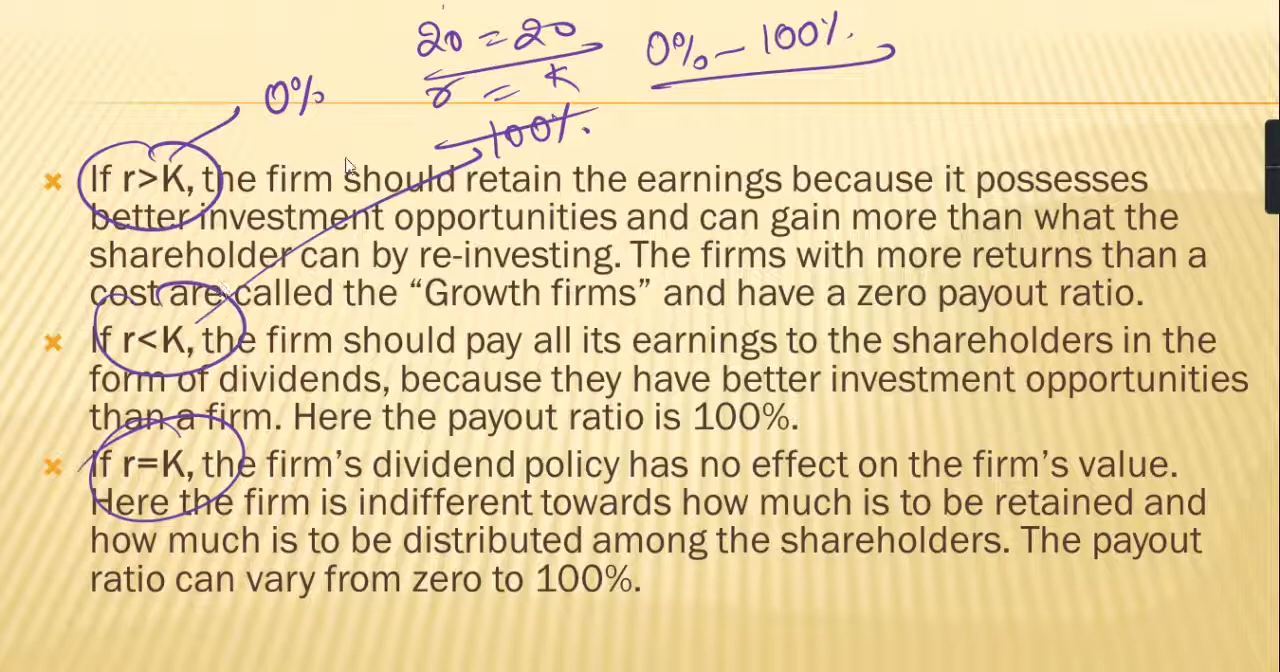 20 = 20
0% - 100%.
r = K
0%
100%.
If r>K, the firm should retain the earnings because it possesses
better investment opportunities and can gain more than what the
shareholder can by re-investing. The firms with more returns than a
cost are called the “Growth firms” and have a zero payout ratio.
If r<K, the firm should pay all its earnings to the shareholders in the
form of dividends, because they have better investment opportunities
than a firm. Here the payout ratio is 100%.
If r=K, the firm’s dividend policy has no effect on the firm’s value.
Here the firm is indifferent towards how much is to be retained and
how much is to be distributed among the shareholders. The payout
ratio can vary from zero to 100%.